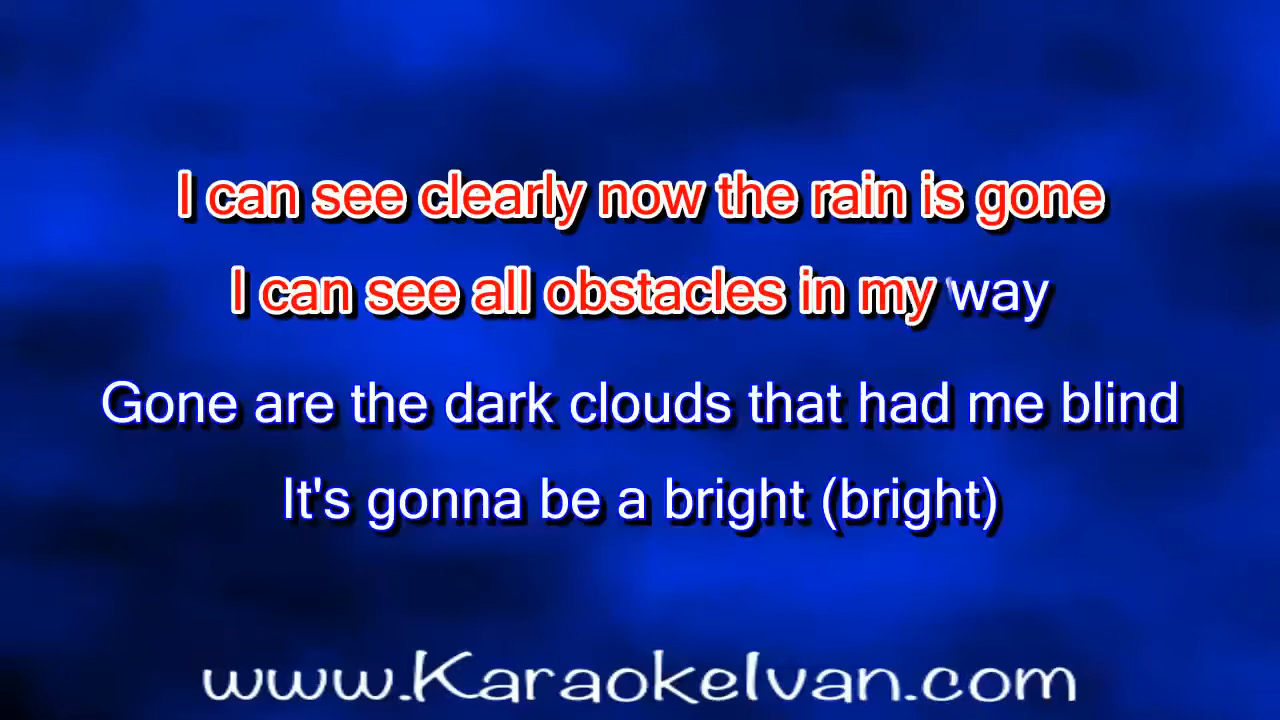 I can see clearly now the rain is gone
I can see all obstacles in my way
Gone are the dark clouds that had me blind
It's gonna be a bright (bright)
www.KaraokeIvan.com